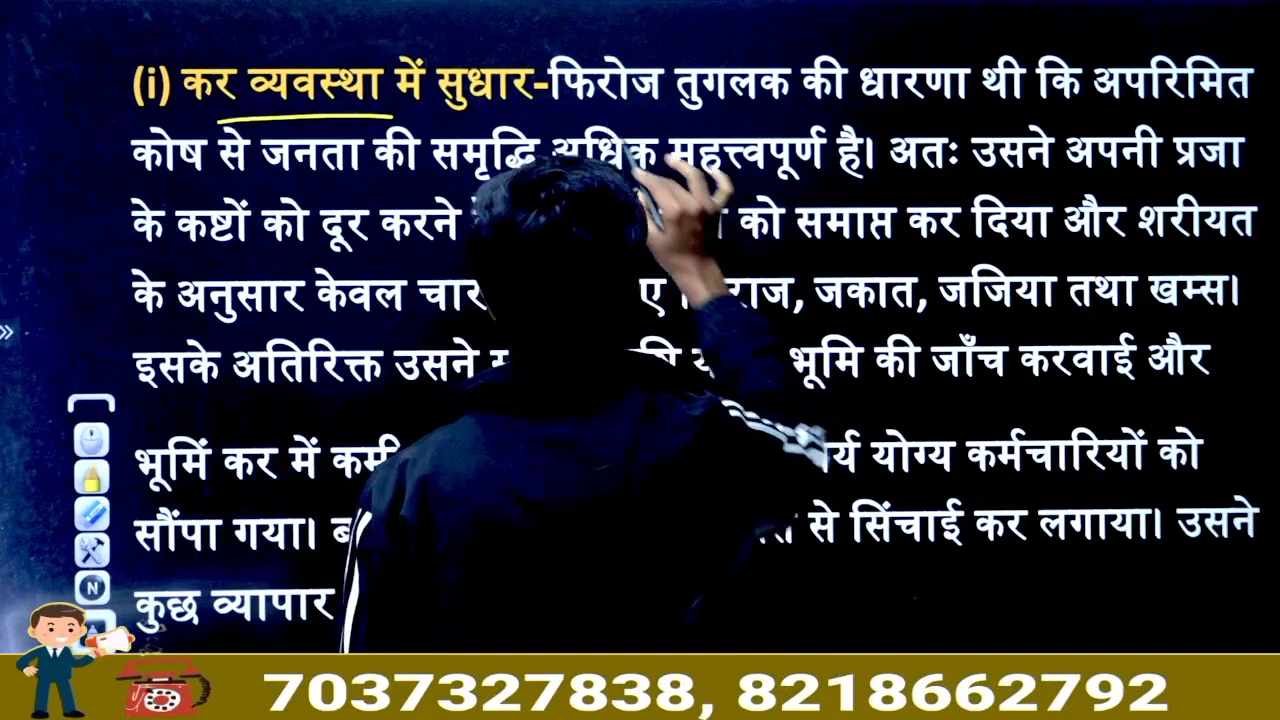 (i) कर व्यवस्था में सुधार-फिरोज तुगलक की धारणा थी कि अपरिमित
कोष से जनता की समृद्धि अधिक महत्त्वपूर्ण है। अतः उसने अपनी प्रजा
के कष्टों को दूर करने को समाप्त कर दिया और शरीयत
के अनुसार केवल चार जकात, जजिया तथा खम्स।
इसके अतिरिक्त उसने भूमि की जाँच करवाई और
भूमिं कर में कमी योग्य कर्मचारियों को
सौंपा गया। से सिंचाई कर लगाया। उसने
कुछ व्यापार
N
7037327838, 8218662792